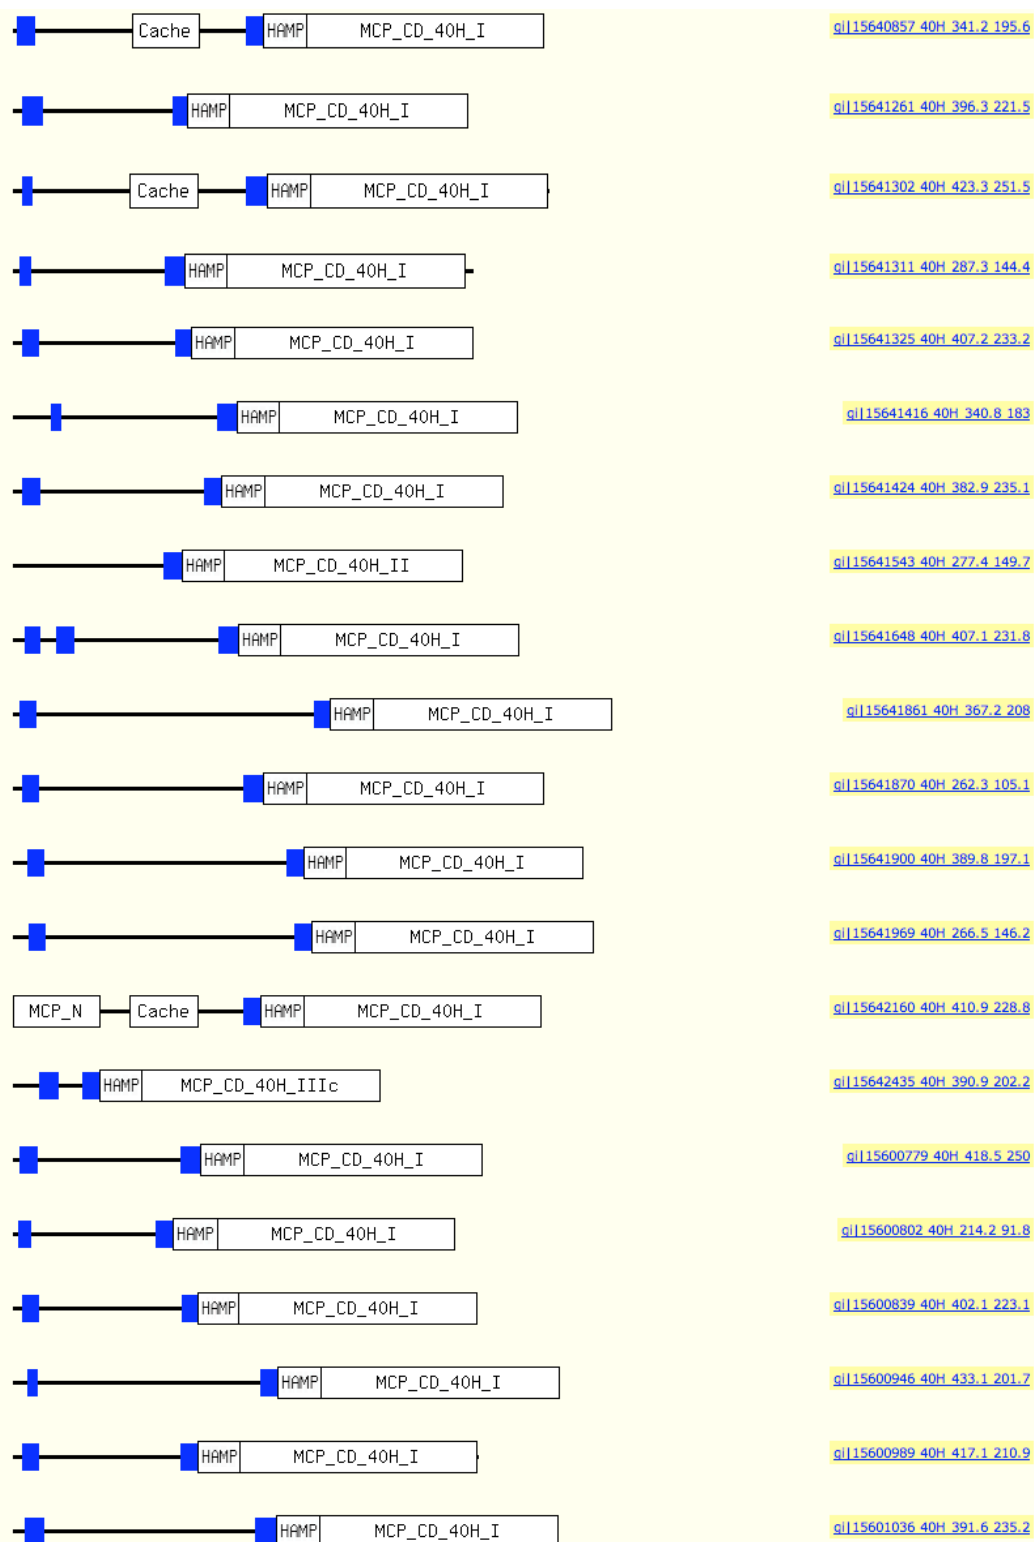 Cache HAMP MCP_CD_40H_I gi|15640857 40H 341.2 195.6
HAMP MCP_CD_40H_I gi|15641261 40H 396.3 221.5
Cache HAMP MCP_CD_40H_I gi|15641302 40H 423.3 251.5
HAMP MCP_CD_40H_I gi|15641311 40H 287.3 144.4
HAMP MCP_CD_40H_I gi|15641325 40H 407.2 233.2
HAMP MCP_CD_40H_I gi|15641416 40H 340.8 183
HAMP MCP_CD_40H_I gi|15641424 40H 382.9 235.1
HAMP MCP_CD_40H_II gi|15641543 40H 277.4 149.7
HAMP MCP_CD_40H_I gi|15641648 40H 407.1 231.8
HAMP MCP_CD_40H_I gi|15641861 40H 367.2 208
HAMP MCP_CD_40H_I gi|15641870 40H 262.3 105.1
HAMP MCP_CD_40H_I gi|15641900 40H 389.8 197.1
HAMP MCP_CD_40H_I gi|15641969 40H 266.5 146.2
MCP_N Cache HAMP MCP_CD_40H_I gi|15642160 40H 410.9 228.8
HAMP MCP_CD_40H_IIIc gi|15642435 40H 390.9 202.2
HAMP MCP_CD_40H_I gi|15600779 40H 418.5 250
HAMP MCP_CD_40H_I gi|15600802 40H 214.2 91.8
HAMP MCP_CD_40H_I gi|15600839 40H 402.1 223.1
HAMP MCP_CD_40H_I gi|15600946 40H 433.1 201.7
HAMP MCP_CD_40H_I gi|15600989 40H 417.1 210.9
HAMP MCP_CD_40H_I gi|15601036 40H 391.6 235.2